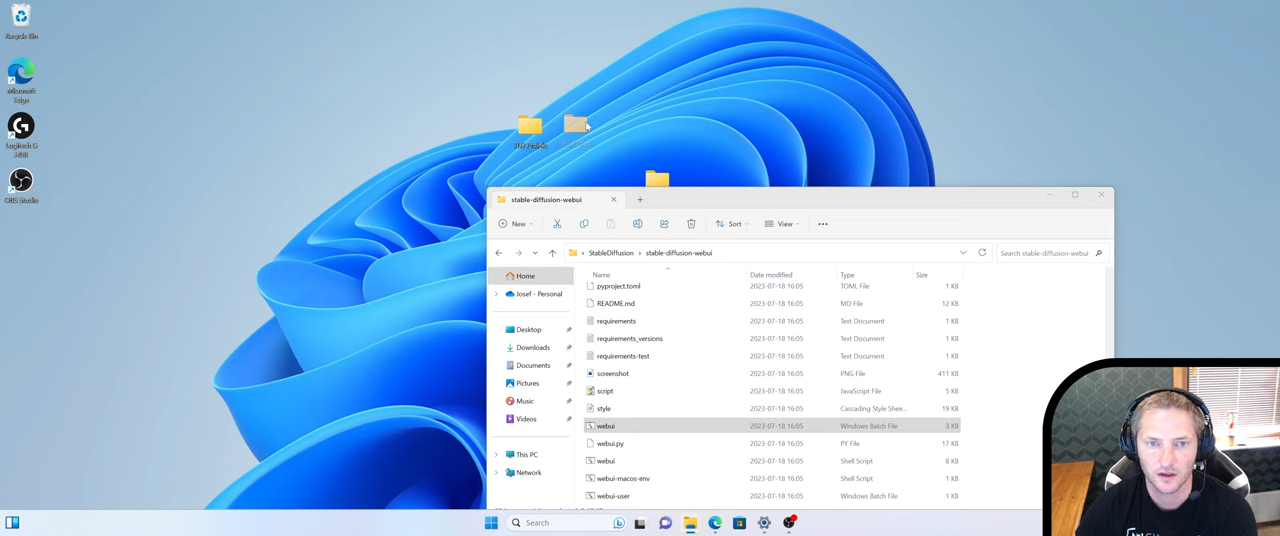 Recycle Bin
Microsoft
Edge
Logitech G
HUB
OBS Studio
stable-diffusion-webui
New
Sort
View
StableDiffusion › stable-diffusion-webui
Search stable-diffusion-webui
Name Date modified Type Size
Home
Josef - Personal
Desktop
Downloads
Documents
Pictures
Music
Videos
This PC
Network
pyproject.toml 2023-07-18 16:05 TOML File 1 KB
README.md 2023-07-18 16:05 MD File 12 KB
requirements 2023-07-18 16:05 Text Document 1 KB
requirements_versions 2023-07-18 16:05 Text Document 1 KB
requirements-test 2023-07-18 16:05 Text Document 1 KB
screenshot 2023-07-18 16:05 PNG File 411 KB
script 2023-07-18 16:05 JavaScript File 5 KB
style 2023-07-18 16:05 Cascading Style Shee... 19 KB
webui 2023-07-18 16:05 Windows Batch File 3 KB
webui.py 2023-07-18 16:05 PY File 17 KB
webui 2023-07-18 16:05 Shell Script 8 KB
webui-macos-env 2023-07-18 16:05 Shell Script 1 KB
webui-user 2023-07-18 16:05 Windows Batch File 1 KB
Search